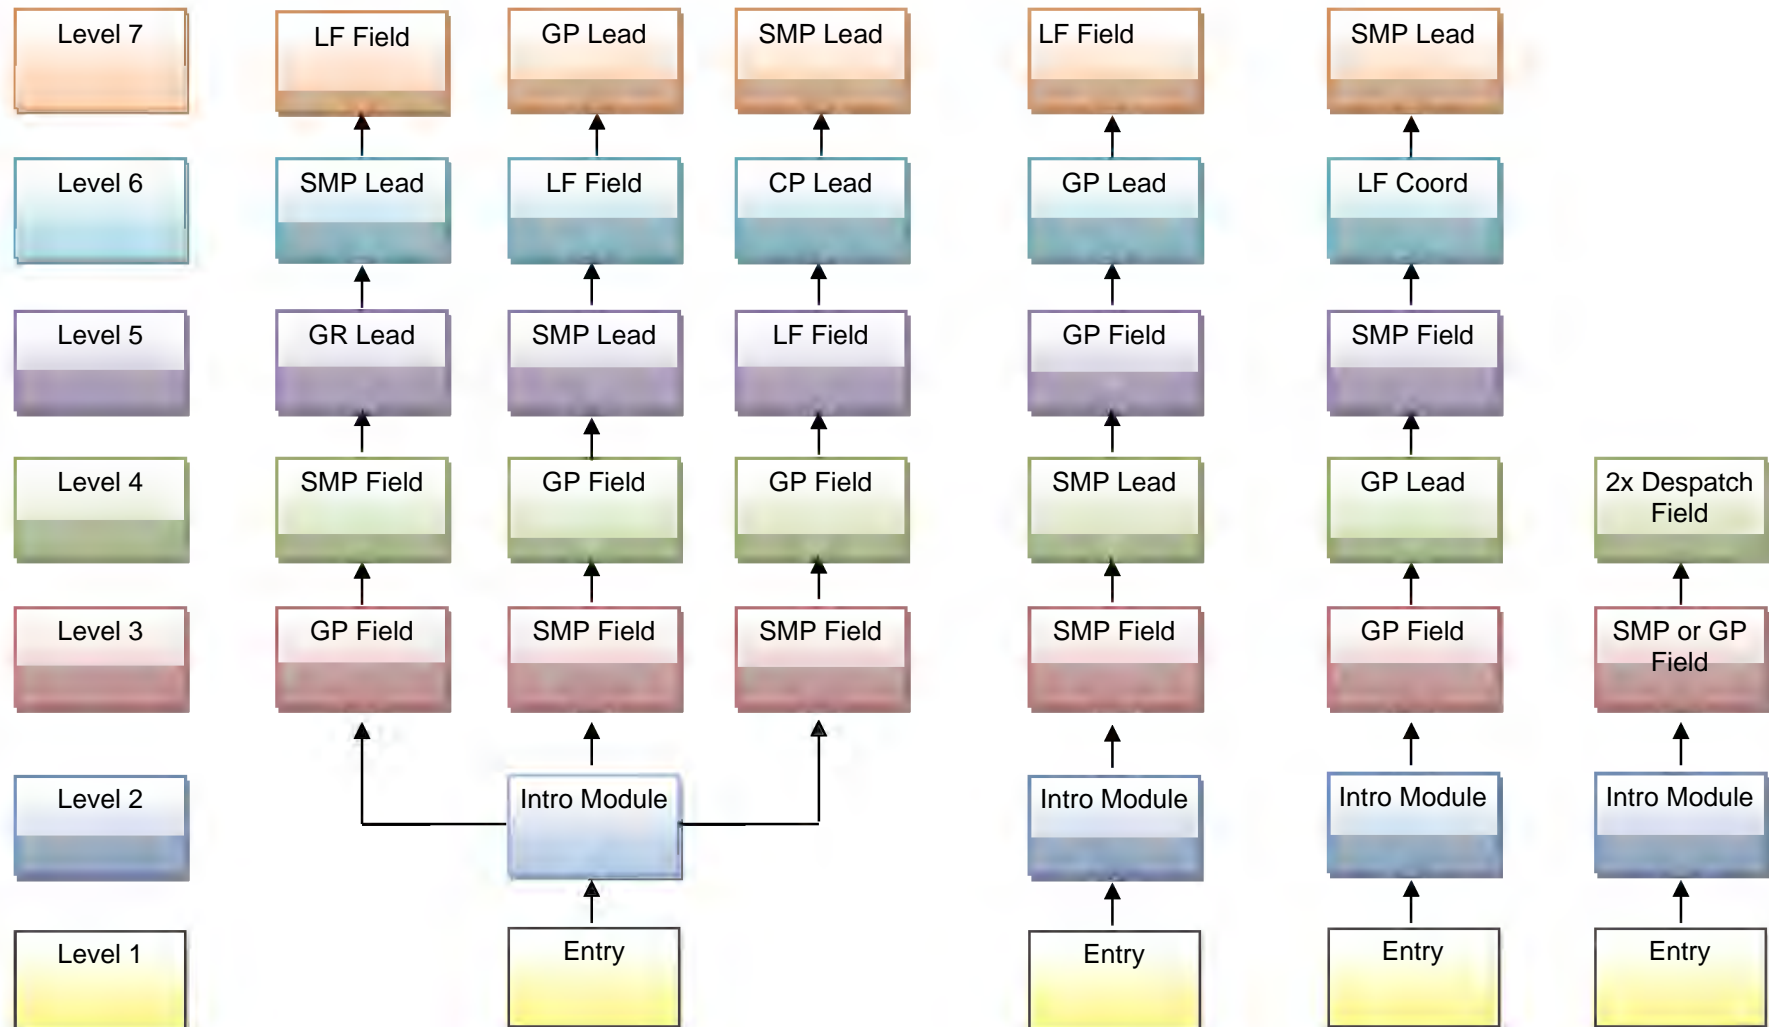 Level 7
LF Field
GP Lead
SMP Lead
LF Field
SMP Lead
Level 6
SMP Lead
LF Field
CP Lead
GP Lead
LF Coord
Level 5
GR Lead
SMP Lead
LF Field
GP Field
SMP Field
Level 4
SMP Field
GP Field
GP Field
SMP Lead
GP Lead
2x Despatch
Field
Level 3
GP Field
SMP Field
SMP Field
SMP Field
GP Field
SMP or GP
Field
Level 2
Intro Module
Intro Module
Intro Module
Intro Module
Level 1
Entry
Entry
Entry
Entry